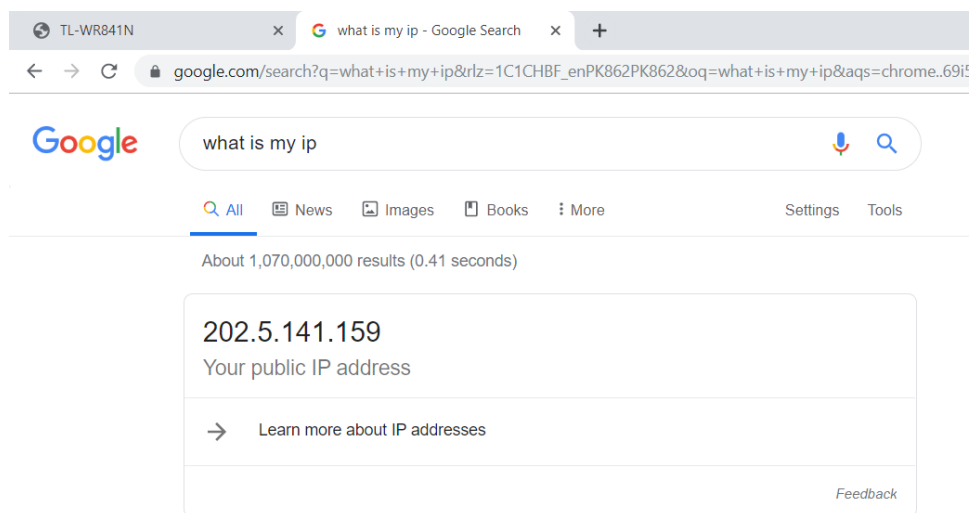 TL-WR841N what is my ip - Google Search
google.com/search?q=what+is+my+ip&rlz=1C1CHBF_enPK862PK862&oq=what+is+my+ip&aqs=chrome..69i5
Google what is my ip
All News Images Books More Settings Tools
About 1,070,000,000 results (0.41 seconds)
202.5.141.159
Your public IP address
Learn more about IP addresses
Feedback